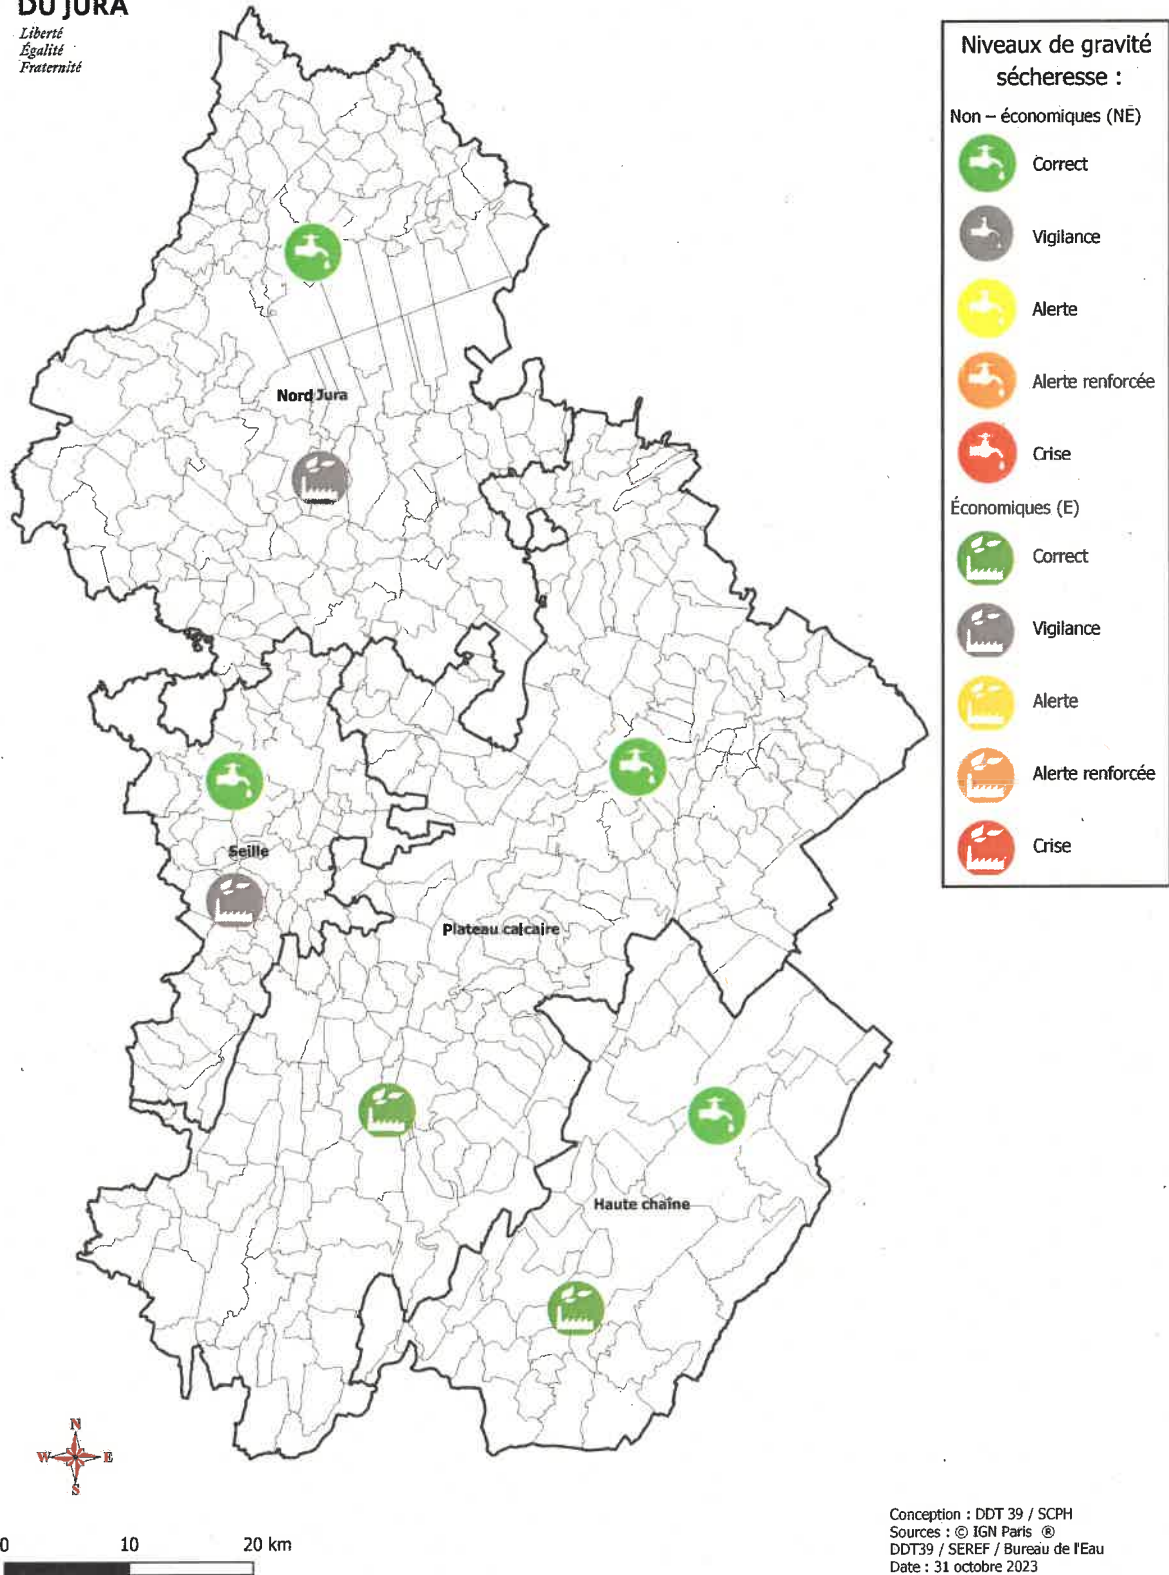 DU JURA
Liberté
Égalité
Fraternité
Niveaux de gravité
sécheresse :
Non – économiques (NE)
Correct
Vigilance
Alerte
Alerte renforcée
Crise
Économiques (E)
Correct
Vigilance
Alerte
Alerte renforcée
Crise
Nord Jura
Seille
Plateau calcaire
Haute chaîne
N
W E
S
0 10 20 km
Conception : DDT 39 / SCPH
Sources : © IGN Paris ®
DDT39 / SEREF / Bureau de l'Eau
Date : 31 octobre 2023